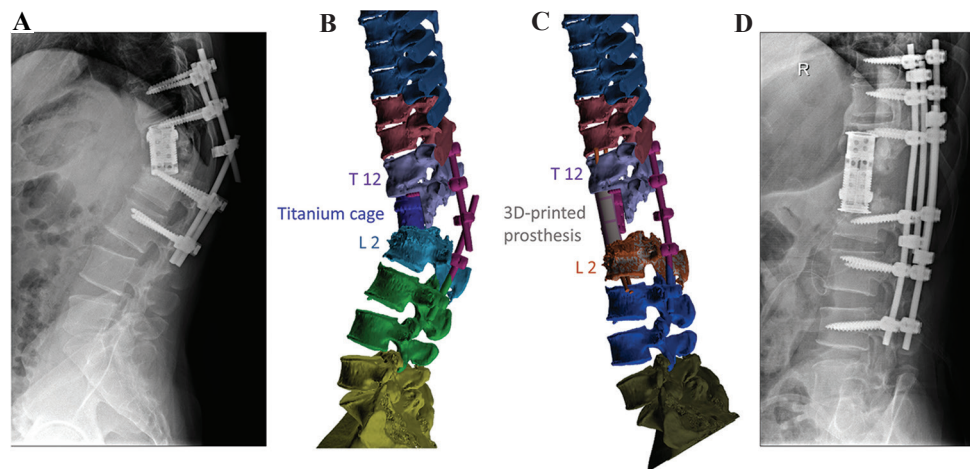 A
B
C
D
T 12
Titanium cage
L 2
T 12
3D-printed
prosthesis
L 2
R